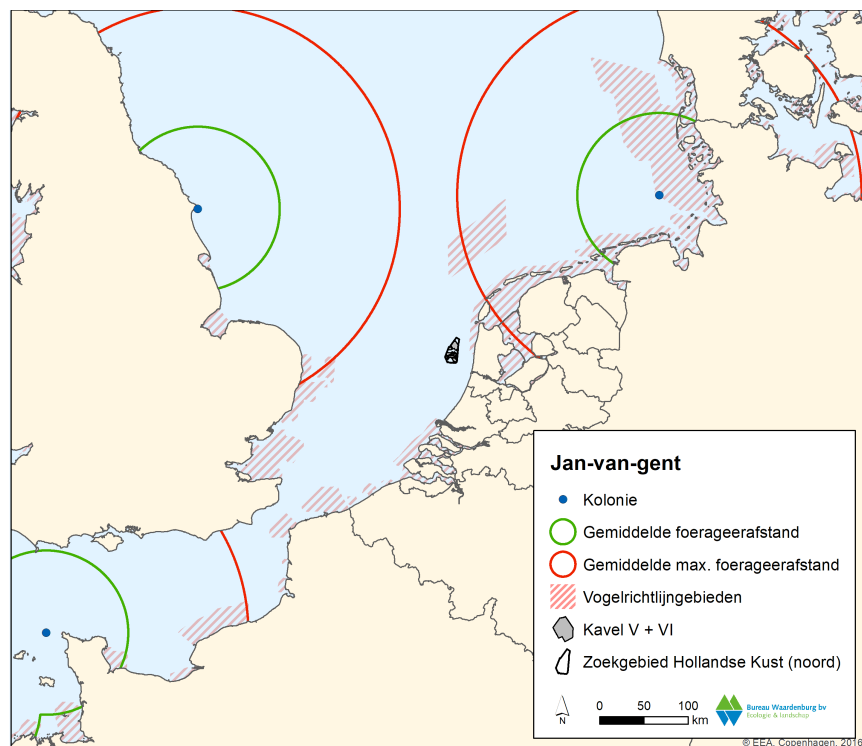 Jan-van-gent
Kolonie
Gemiddelde foerageerafstand
Gemiddelde max. foerageerafstand
Vogelrichtlijngebieden
Kavel V + VI
Zoekgebied Hollandse Kust (noord)
N
0 50 100
km
Bureau Waardenburg bv
Ecologie & landschap
© EEA, Copenhagen, 2016